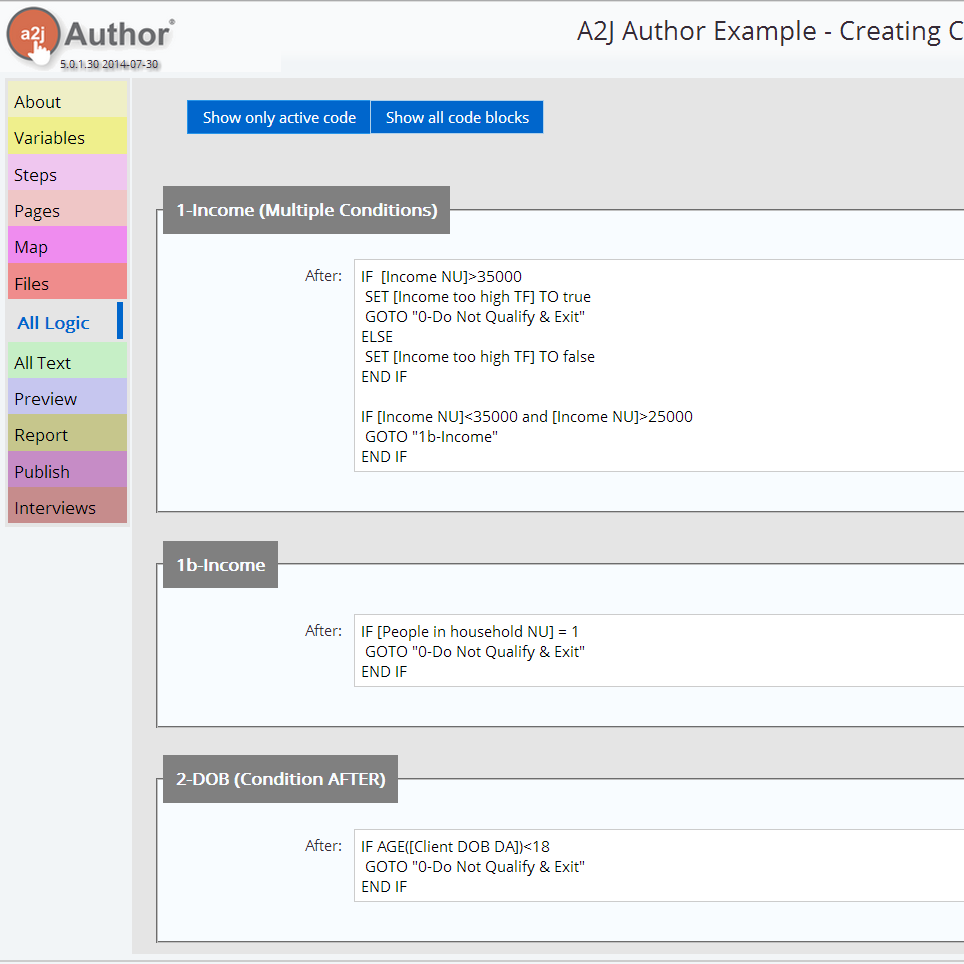 a2j Author®
5.0.1.30 2014-07-30
A2J Author Example - Creating C
About
Variables
Steps
Pages
Map
Files
All Logic
All Text
Preview
Report
Publish
Interviews
Show only active code
Show all code blocks
1-Income (Multiple Conditions)
After:
IF  [Income NU]>35000
SET [Income too high TF] TO true
GOTO "0-Do Not Qualify & Exit"
ELSE
SET [Income too high TF] TO false
END IF
IF [Income NU]<35000 and [Income NU]>25000
GOTO "1b-Income"
END IF
1b-Income
After:
IF [People in household NU] = 1
GOTO "0-Do Not Qualify & Exit"
END IF
2-DOB (Condition AFTER)
After:
IF AGE([Client DOB DA])<18
GOTO "0-Do Not Qualify & Exit"
END IF